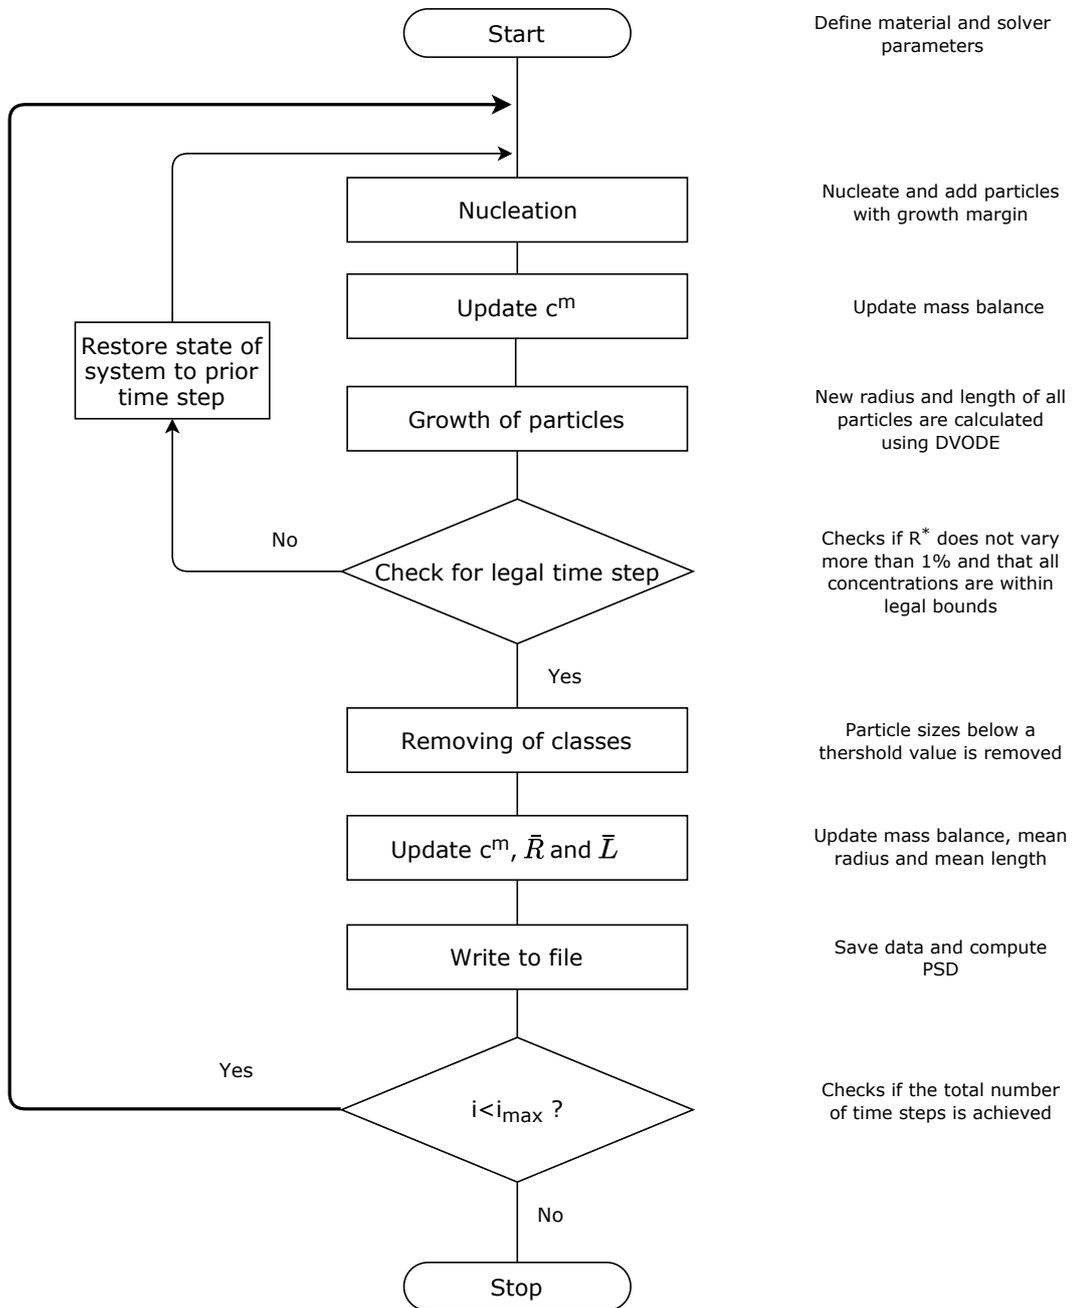 Start
Define material and solver
parameters
Nucleation
Nucleate and add particles
with growth margin
Update c^m
Update mass balance
Restore state of
system to prior
time step
Growth of particles
New radius and length of all
particles are calculated
using DVODE
No
Check for legal time step
Checks if R^* does not vary
more than 1% and that all
concentrations are within
legal bounds
Yes
Removing of classes
Particle sizes below a
thershold value is removed
Update c^m, R̄ and L̄
Update mass balance, mean
radius and mean length
Write to file
Save data and compute
PSD
Yes
i<i_max ?
Checks if the total number
of time steps is achieved
No
Stop